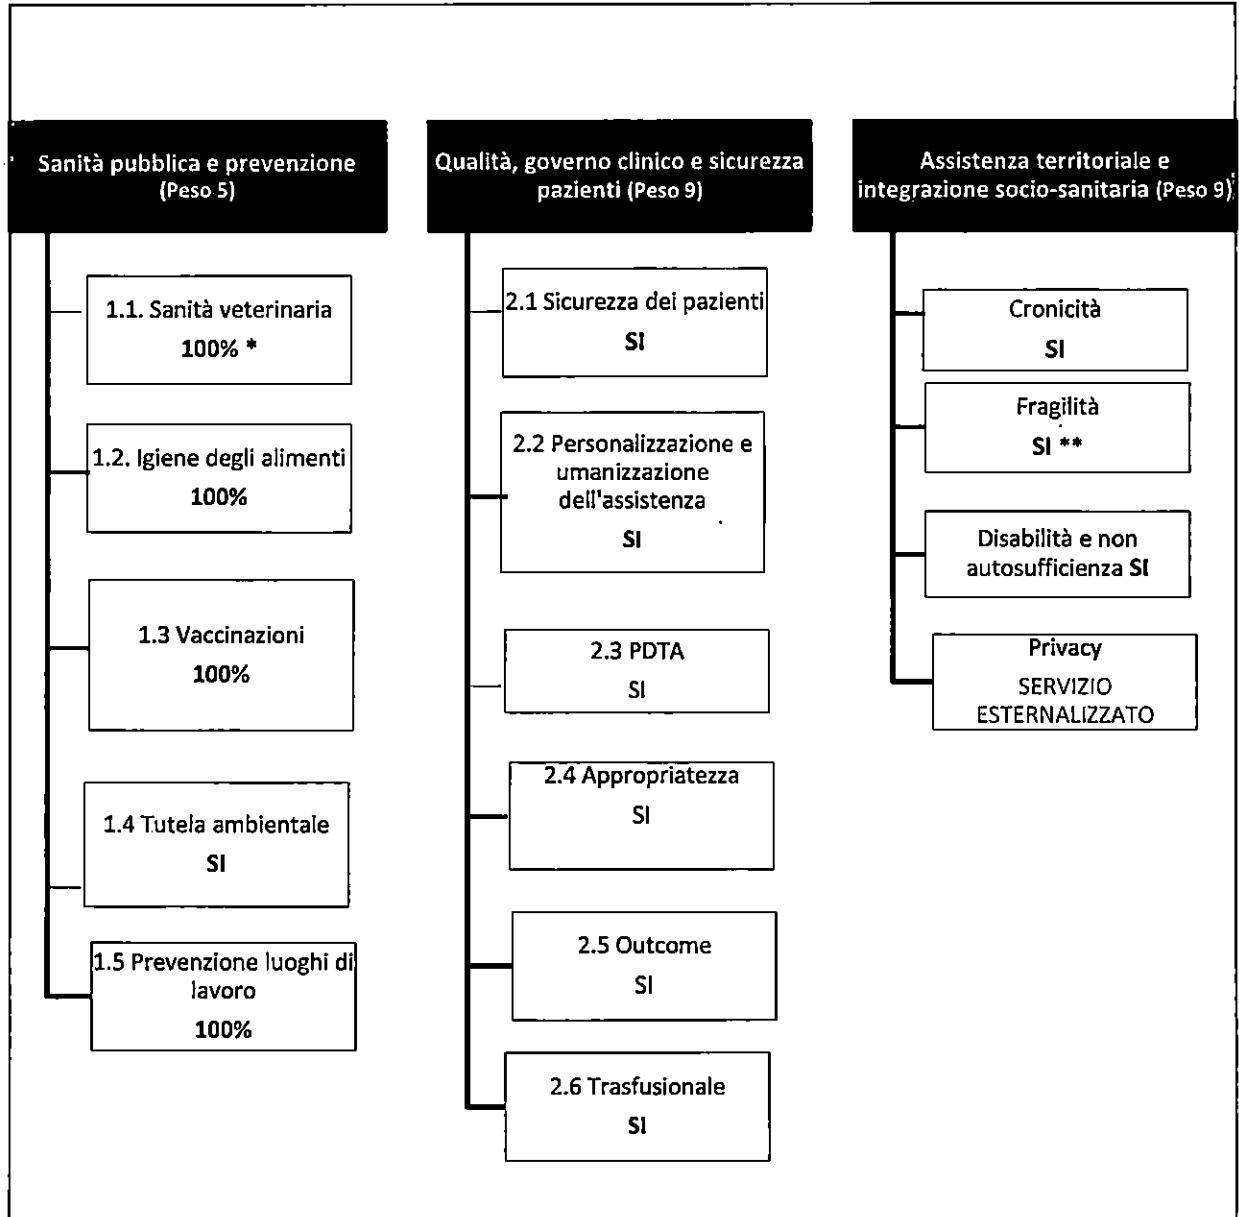 Sanità pubblica e prevenzione
(Peso 5)
1.1. Sanità veterinaria
100% *
1.2. Igiene degli alimenti
100%
1.3 Vaccinazioni
100%
1.4 Tutela ambientale
SI
1.5 Prevenzione luoghi di
lavoro
100%
Qualità, governo clinico e sicurezza
pazienti (Peso 9)
2.1 Sicurezza dei pazienti
SI
2.2 Personalizzazione e
umanizzazione
dell'assistenza
SI
2.3 PDTA
SI
2.4 Appropriatezza
SI
2.5 Outcome
SI
2.6 Trasfusionale
SI
Assistenza territoriale e
integrazione socio-sanitaria (Peso 9)
Cronicità
SI
Fragilità
SI **
Disabilità e non
autosufficienza SI
Privacy
SERVIZIO
ESTERNALIZZATO